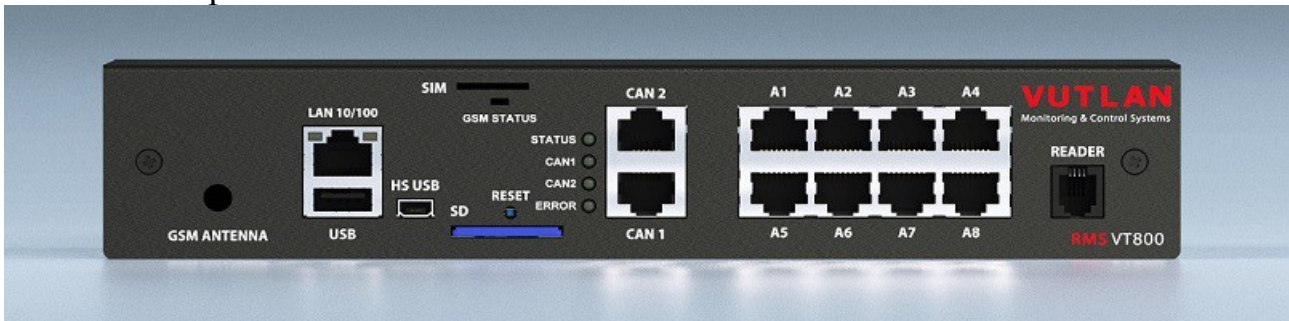 SIM
CAN 2
A1 A2 A3 A4
VUTLAN
Monitoring & Control Systems
LAN 10/100
GSM STATUS
STATUS
CAN1
CAN2
ERROR
READER
HS USB
RESET
SD
GSM ANTENNA
USB
CAN 1
A5 A6 A7 A8
RMS VT800